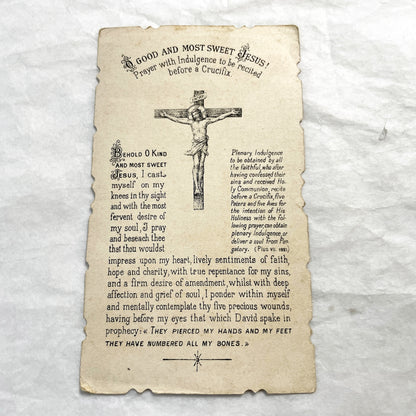 O GOOD AND MOST SWEET JESUS!
Prayer with Indulgence to be recited
before a Crucifix.
BEHOLD O KIND
AND MOST SWEET
JESUS, I cast
myself on my
knees in thy sight
and with the most
fervent desire of
my soul, I pray
and beseech thee
that thou wouldst
Plenary Indulgence
to be obtained by all
the faithful, who after
having confessed their
sins and received Ho-
ly Communion, recite
before a Crucifix, five
Paters and five Aves for
the intention of His
Holiness with the fol-
lowing prayer, can obtain
plenary Indulgence, or
deliver a soul from Pur-
gatory. (Pius VII. 1821)
impress upon my heart, lively sentiments of faith,
hope and charity, with true repentance for my sins,
and a firm desire of amendment, whilst with deep
affection and grief of soul, I ponder within myself
and mentally contemplate thy five precious wounds,
having before my eyes that which David spake in
prophecy: « THEY PIERCED MY HANDS AND MY FEET
THEY HAVE NUMBERED ALL MY BONES. »